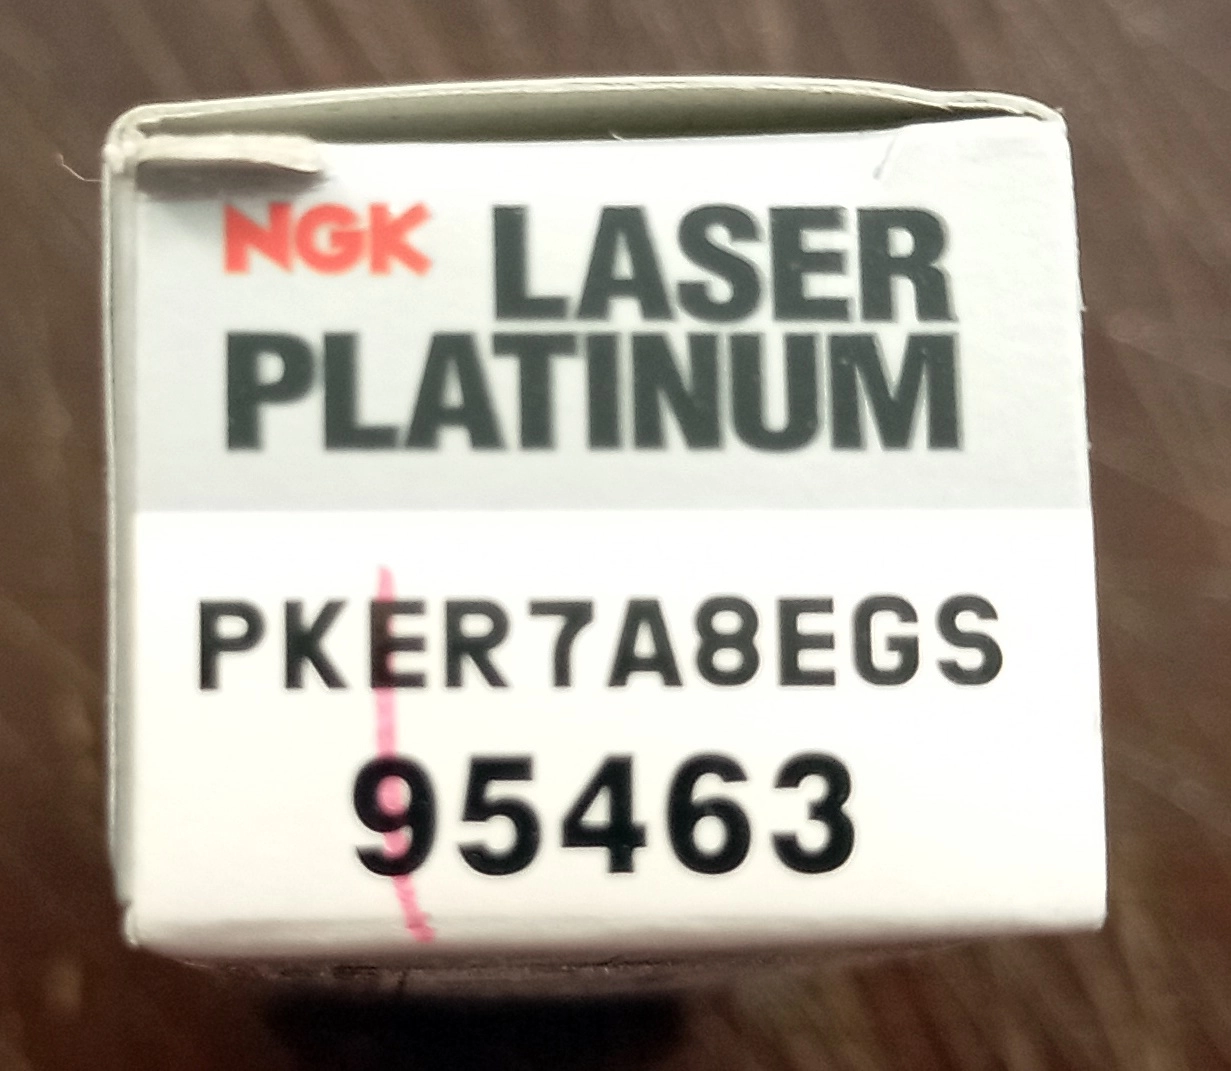 NGK LASER
PLATINUM
PKER7A8EGS
95463